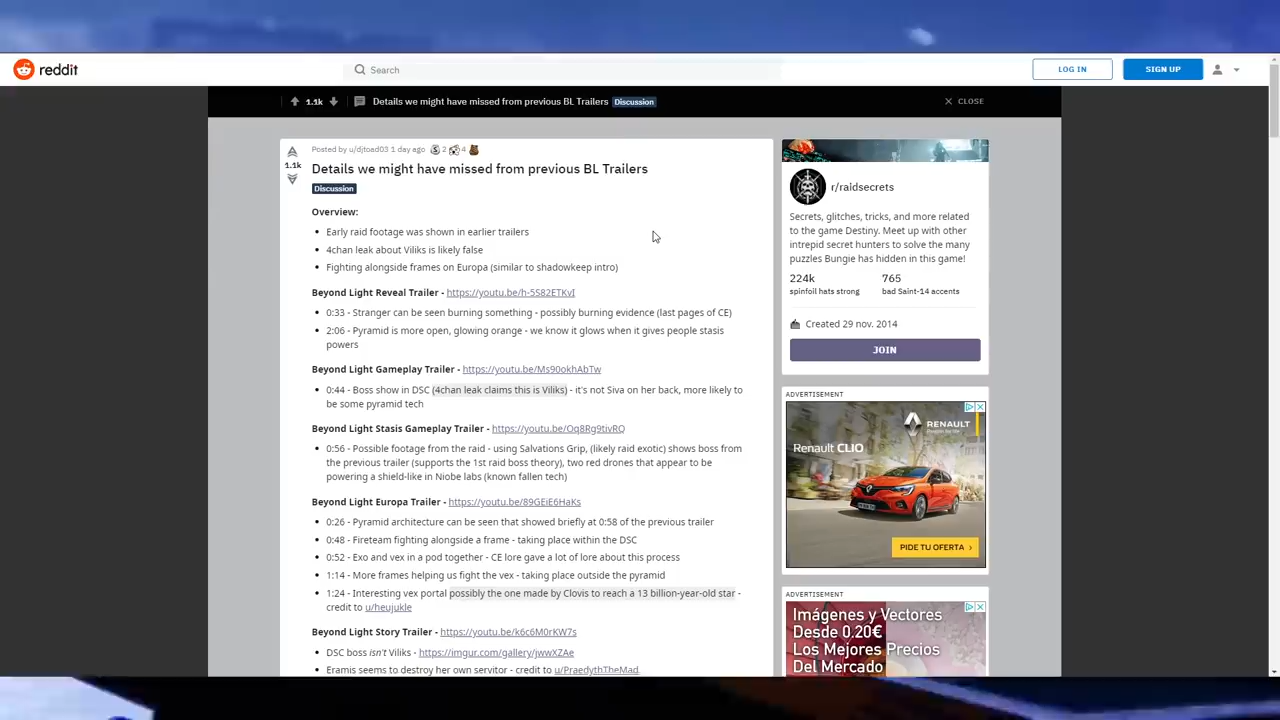 reddit
Search
LOG IN
SIGN UP
1.1k
Details we might have missed from previous BL Trailers Discussion
CLOSE
Posted by u/djtoad03 1 day ago 2 4
1.1k
Details we might have missed from previous BL Trailers
Discussion
Overview:
Early raid footage was shown in earlier trailers
4chan leak about Viliks is likely false
Fighting alongside frames on Europa (similar to shadowkeep intro)
Beyond Light Reveal Trailer - https://youtu.be/h-5S82ETKvI
0:33 - Stranger can be seen burning something - possibly burning evidence (last pages of CE)
2:06 - Pyramid is more open, glowing orange - we know it glows when it gives people stasis
powers
Beyond Light Gameplay Trailer - https://youtu.be/Ms90okhAbTw
0:44 - Boss show in DSC (4chan leak claims this is Viliks) - it's not Siva on her back, more likely to
be some pyramid tech
Beyond Light Stasis Gameplay Trailer - https://youtu.be/Oq8Rg9tivRQ
0:56 - Possible footage from the raid - using Salvations Grip, (likely raid exotic) shows boss from
the previous trailer (supports the 1st raid boss theory), two red drones that appear to be
powering a shield-like in Niobe labs (known fallen tech)
Beyond Light Europa Trailer - https://youtu.be/89GEiE6HaKs
0:26 - Pyramid architecture can be seen that showed briefly at 0:58 of the previous trailer
0:48 - Fireteam fighting alongside a frame - taking place within the DSC
0:52 - Exo and vex in a pod together - CE lore gave a lot of lore about this process
1:14 - More frames helping us fight the vex - taking place outside the pyramid
1:24 - Interesting vex portal possibly the one made by Clovis to reach a 13 billion-year-old star -
credit to u/heujukle
Beyond Light Story Trailer - https://youtu.be/k6c6M0rKW7s
DSC boss isn't Viliks - https://imgur.com/gallery/jwwXZAe
Eramis seems to destroy her own servitor - credit to u/PraedythTheMad.
r/raidsecrets
Secrets, glitches, tricks, and more related
to the game Destiny. Meet up with other
intrepid secret hunters to solve the many
puzzles Bungie has hidden in this game!
224k 765
spinfoil hats strong bad Saint-14 accents
Created 29 nov. 2014
JOIN
ADVERTISEMENT
RENAULT
Renault CLIO
PIDE TU OFERTA
ADVERTISEMENT
Imágenes y Vectores
Desde 0.20€
Los Mejores Precios
Del Mercado